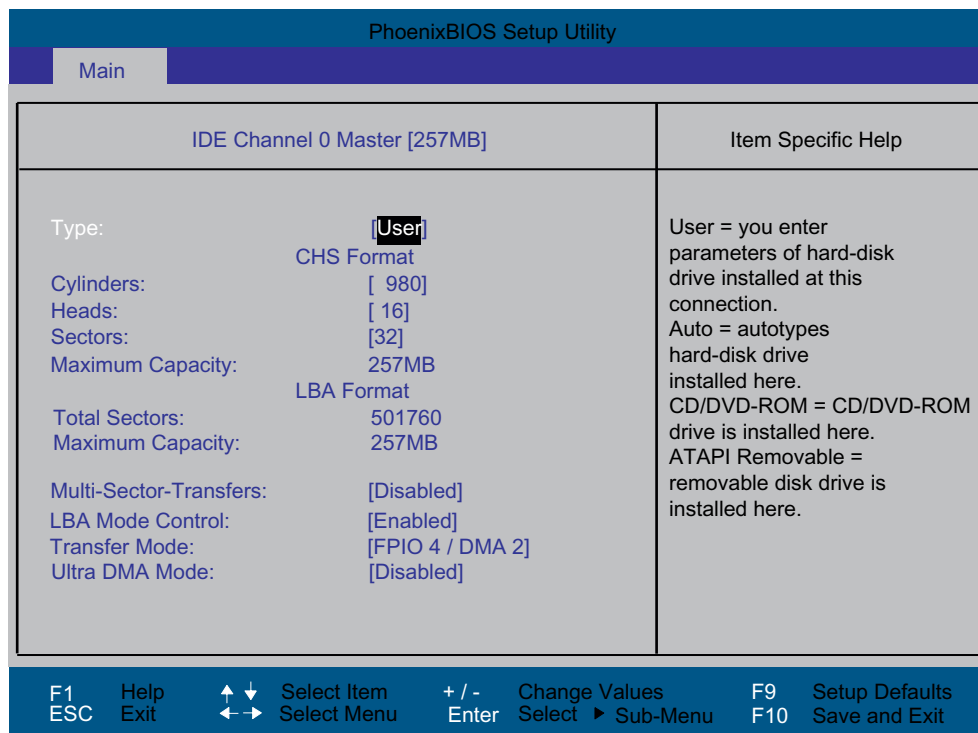 PhoenixBIOS Setup Utility
Main
IDE Channel 0 Master [257MB]
Item Specific Help
Type: [User]
CHS Format
Cylinders: [ 980]
Heads: [ 16]
Sectors: [32]
Maximum Capacity: 257MB
LBA Format
Total Sectors: 501760
Maximum Capacity: 257MB
Multi-Sector-Transfers: [Disabled]
LBA Mode Control: [Enabled]
Transfer Mode: [FPIO 4 / DMA 2]
Ultra DMA Mode: [Disabled]
User = you enter
parameters of hard-disk
drive installed at this
connection.
Auto = autotypes
hard-disk drive
installed here.
CD/DVD-ROM = CD/DVD-ROM
drive is installed here.
ATAPI Removable =
removable disk drive is
installed here.
F1 Help Select Item + / - Change Values F9 Setup Defaults
ESC Exit Select Menu Enter Select Sub-Menu F10 Save and Exit